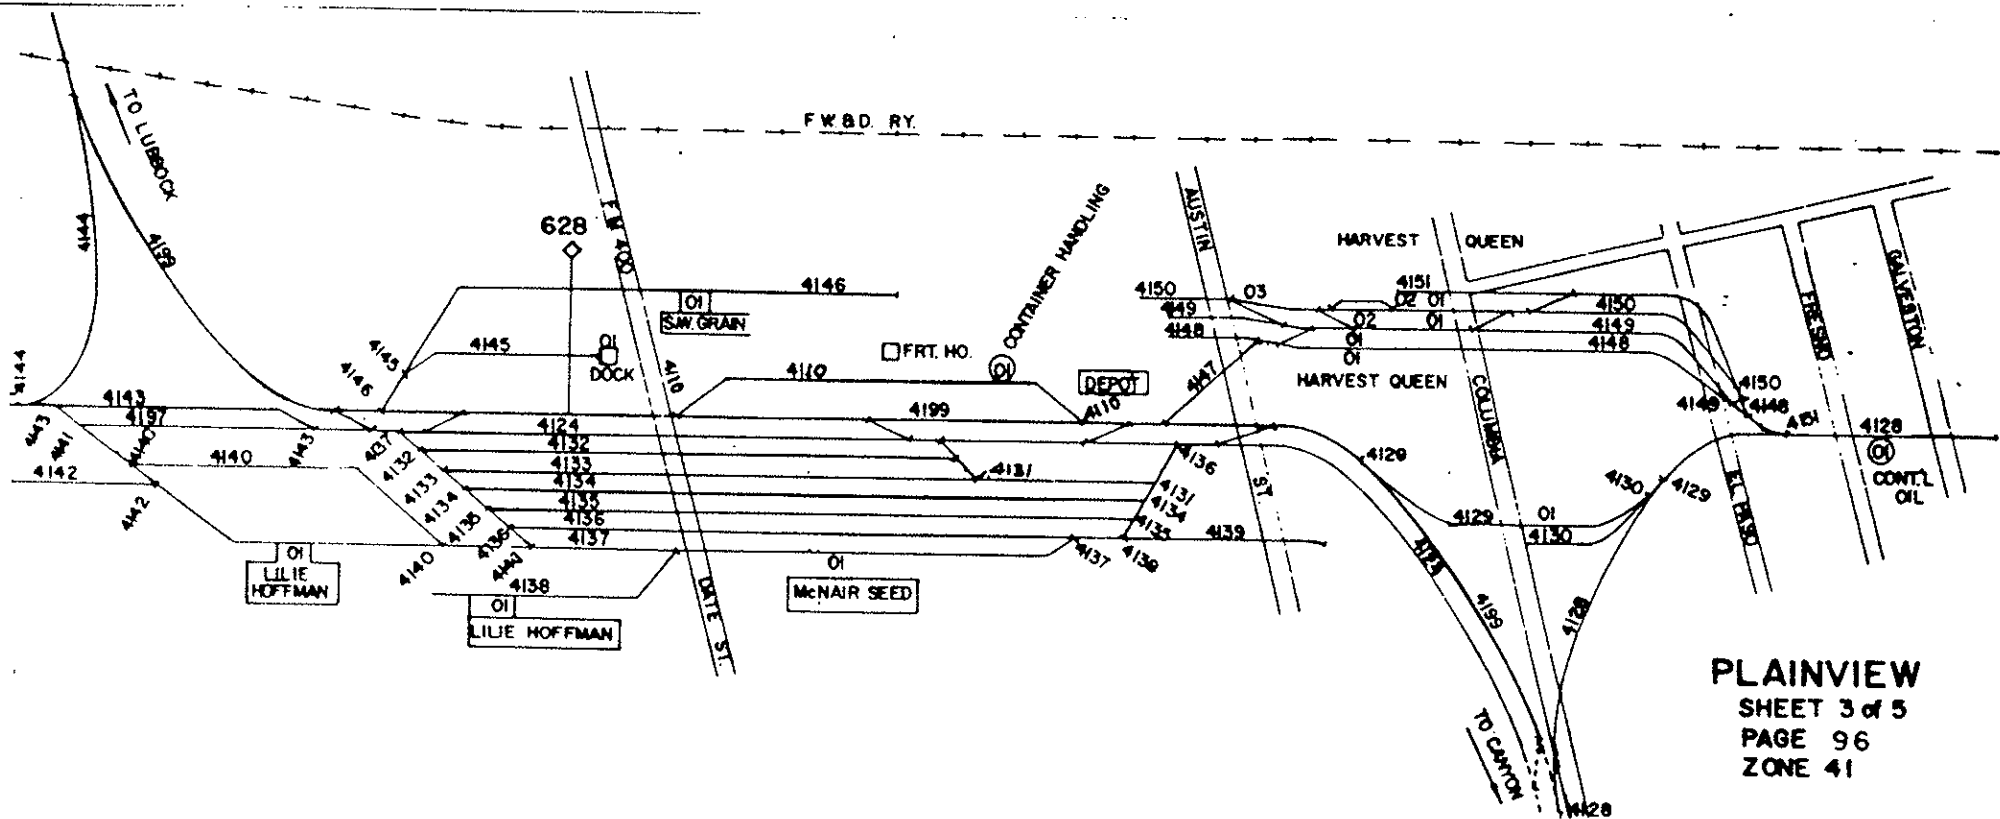 F.W.&D. RY.
TO LUBBOCK
4144
4199
628
F M 400
CONTAINER HANDLING
AUSTIN
HARVEST QUEEN
GALVESTON
FRESNO
4146
01
S.W. GRAIN
4150
03
4151
02 01
4150
4149
02
01
4149
4148
01
01
4148
4145
4145
01
DOCK
FRT. HO.
01
4144
4146
4110
4110
DEPOT
4147
HARVEST QUEEN
COLUMBIA
4150
4149
4148
4151
4143
4197
4199
4110
4128
01
CONT'L
OIL
4143
4141
4140
4143
4137
4124
4132
4136
4129
4142
4140
4132
4133
4131
4133
4134
4131
4130
4129
4142
4134
4135
4134
ST.
EL PASO
4135
4136
4135
4129
01
4136
4137
4139
4130
4140
4141
4137
4139
01
LILIE
HOFFMAN
4138
01
LILIE HOFFMAN
01
McNAIR SEED
DATE ST.
4124
4199
4128
PLAINVIEW
SHEET 3 of 5
PAGE 96
ZONE 41
TO CANYON
4128